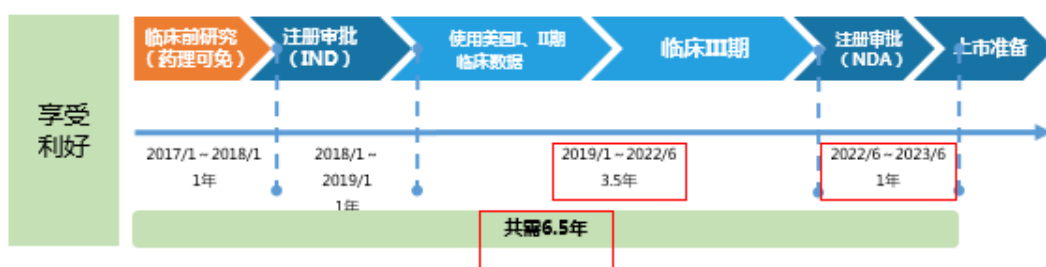 享受
利好
临床前研究
（药理可免）
注册审批
（IND）
使用美国I、II期
临床数据
临床III期
注册审批
（NDA）
上市准备
2017/1～2018/1
1年
2018/1～
2019/1
1年
2019/1～2022/6
3.5年
2022/6～2023/6
1年
共需6.5年